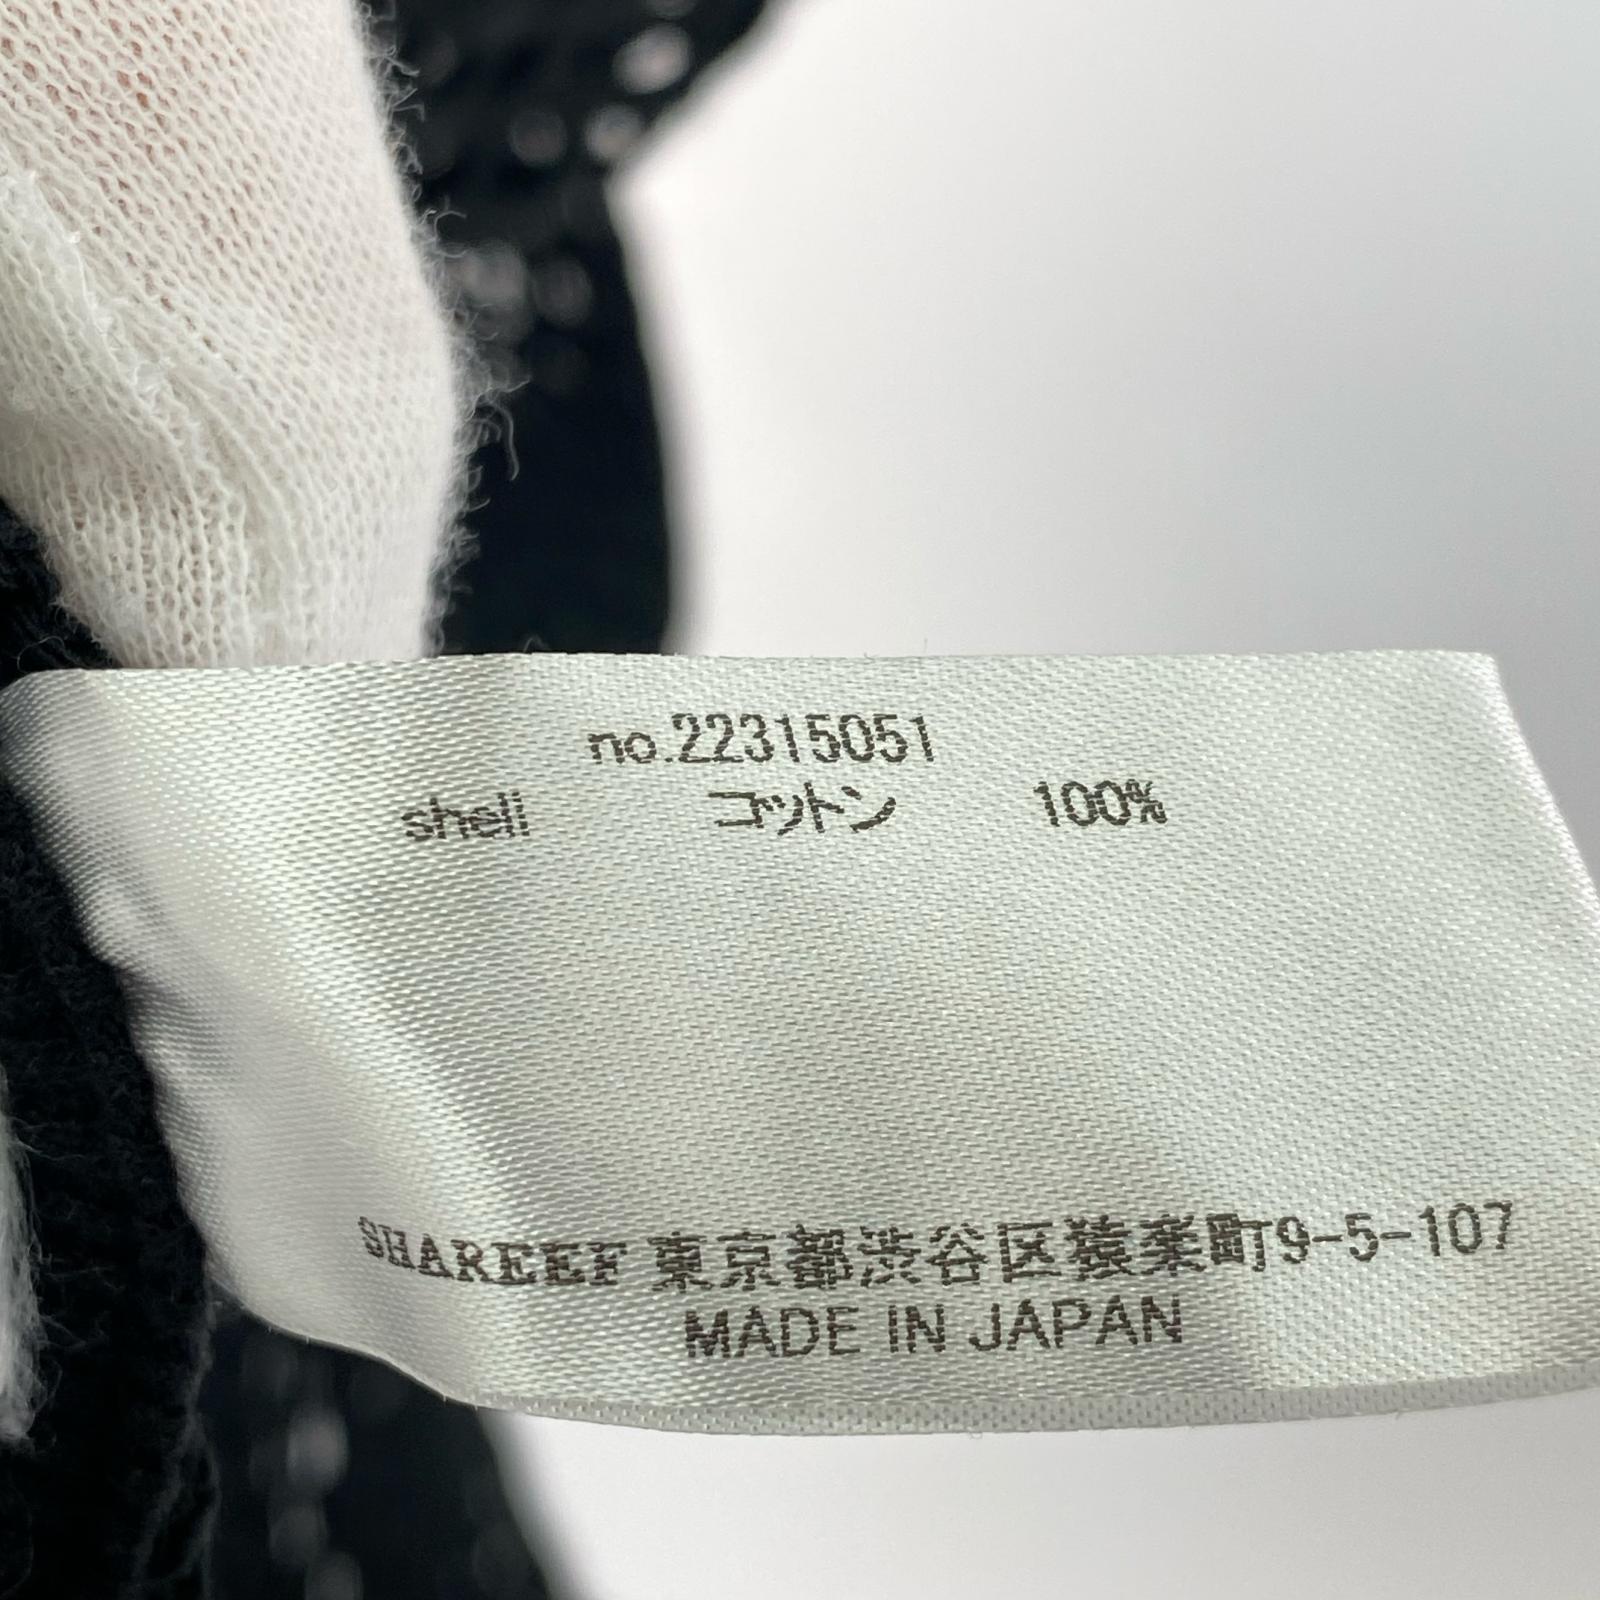 no.22315051
shell コットン 100%
SHAREEF 東京都渋谷区猿楽町9-5-107
MADE IN JAPAN